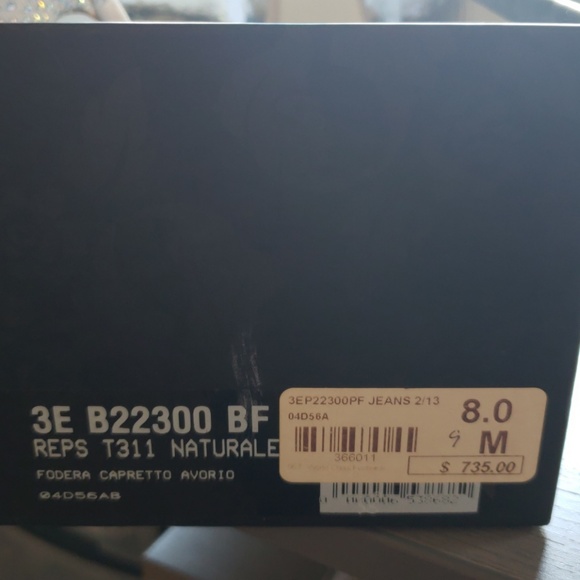 3E B22300 BF
REPS T311 NATURALE
FODERA CAPRETTO AVORIO
04D56AB
3EP22300PF JEANS 2/13
04D56A
8.0
9 M
366011
$ 735.00